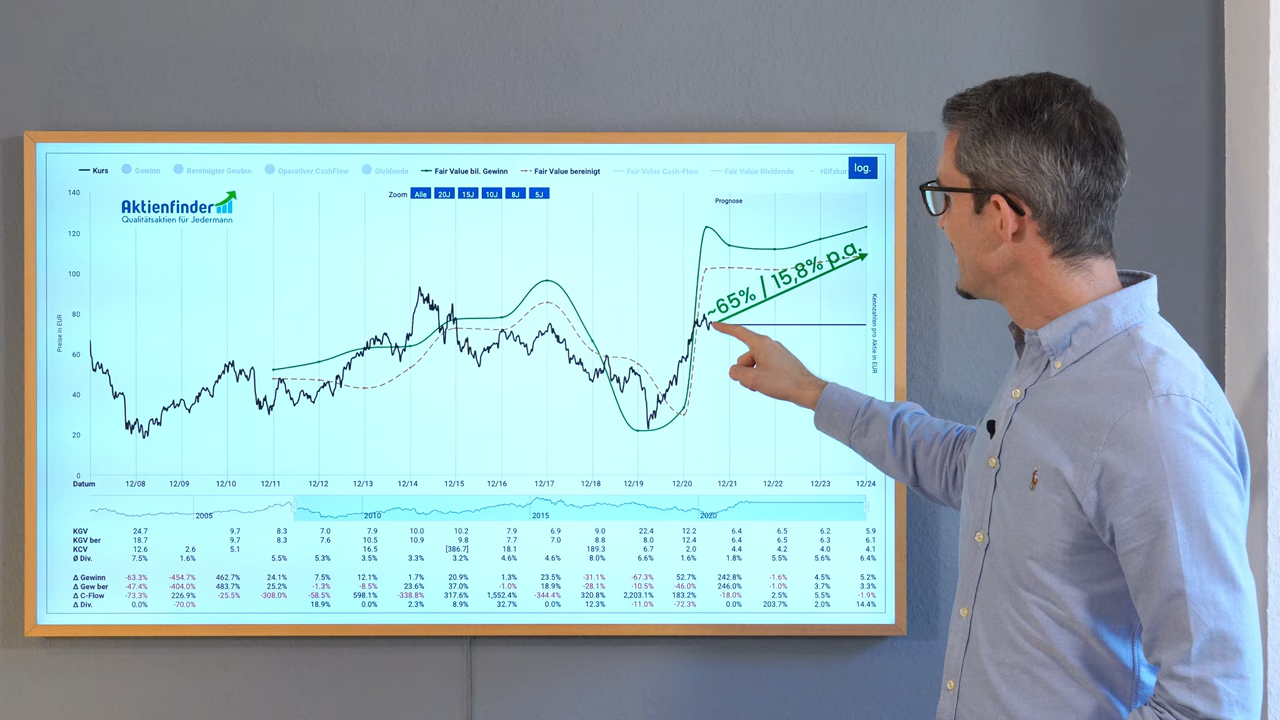 Kurs Gewinn Bereinigter Gewinn Operativer CashFlow Dividende Fair Value bil. Gewinn Fair Value bereinigt Fair Value Cash-Flow Fair Value Dividende Hilfskur log.
Zoom Alle 20J 15J 10J 8J 5J
Aktienfinder
Qualitätsaktien für Jedermann
Prognose
~65% / 15,8% p.a.
140
120
100
80
60
40
20
0
Preise in EUR
Kennzahlen pro Aktie in EUR
Datum 12/08 12/09 12/10 12/11 12/12 12/13 12/14 12/15 12/16 12/17 12/18 12/19 12/20 12/21 12/22 12/23 12/24
2005 2010 2015 2020
KGV 24.7 9.7 8.3 7.0 7.9 10.0 10.2 7.9 6.9 9.0 22.4 12.2 6.4 6.5 6.2 5.9
KGV ber 18.7 9.7 8.3 7.6 10.5 10.9 9.8 7.7 7.0 8.8 8.0 12.4 6.4 6.5 6.3 6.1
KCV 12.6 2.6 5.1 16.5 [386.7] 18.1 189.3 6.7 2.0 4.4 4.2 4.0 4.1
Ø Div. 7.5% 1.6% 5.5% 5.3% 3.5% 3.3% 3.2% 4.6% 4.6% 8.0% 6.6% 1.6% 1.8% 5.5% 5.6% 6.4%
Δ Gewinn -63.3% -454.7% 462.7% 24.1% 7.5% 12.1% 1.7% 20.9% 1.3% 23.5% -31.1% -67.3% 52.7% 242.8% -1.6% 4.5% 5.2%
Δ Gew ber -47.4% -404.0% 483.7% 25.2% -1.3% -8.5% 23.6% 37.0% -1.0% 18.9% -28.1% -10.5% -46.0% 246.0% -1.0% 3.7% 3.3%
Δ C-Flow -73.3% 226.9% -25.5% -308.0% -58.5% 598.1% -338.8% 317.6% 1,552.4% -344.4% 320.8% 2,203.1% 183.2% -18.0% 2.5% 5.5% -1.9%
Δ Div. 0.0% -70.0% 18.9% 0.0% 2.3% 8.9% 32.7% 0.0% 12.3% -11.0% -72.3% 0.0% 203.7% 2.0% 14.4%